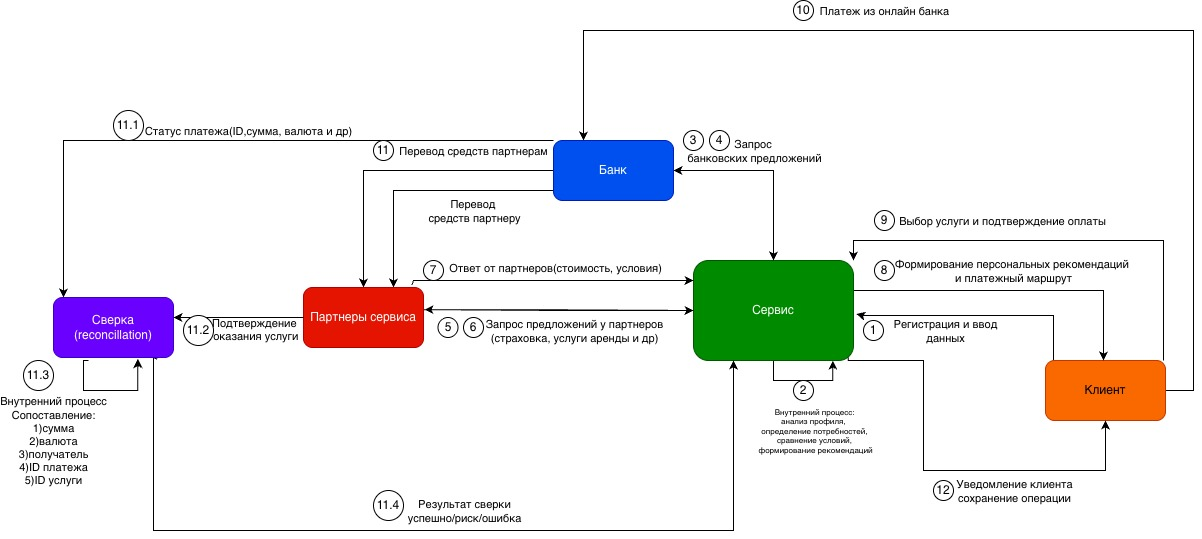 10 Платеж из онлайн банка
11.1 Статус платежа(ID,сумма, валюта и др)
11 Перевод средств партнерам
3 4 Запрос
банковских предложений
Банк
Перевод
средств партнеру
9 Выбор услуги и подтверждение оплаты
7 Ответ от партнеров(стоимость, условия)
8 Формирование персональных рекомендаций
и платежный маршрут
Сверка
(reconcillation)
Партнеры сервиса
Сервис
11.2 Подтверждение
оказания услуги
5 6 Запрос предложений у партнеров
(страховка, услуги аренды и др)
1 Регистрация и ввод
данных
11.3
Внутренний процесс
Сопоставление:
1)сумма
2)валюта
3)получатель
4)ID платежа
5)ID услуги
2
Внутренний процесс:
анализ профиля,
определение потребностей,
сравнение условий,
формирование рекомендаций
Клиент
12 Уведомление клиента
сохранение операции
11.4 Результат сверки
успешно/риск/ошибка